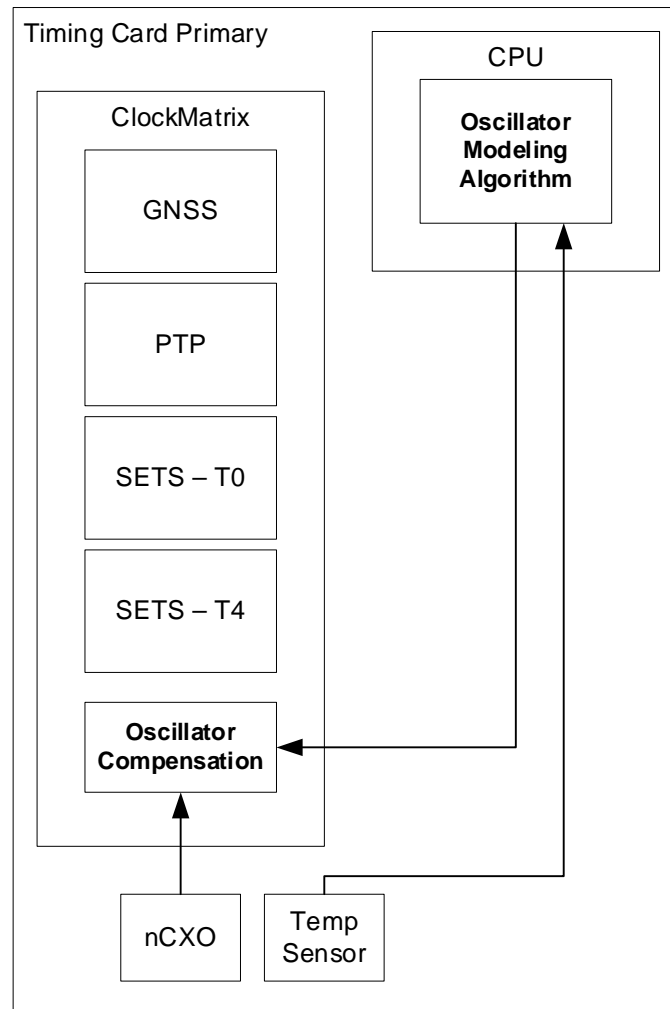 Timing Card Primary
ClockMatrix
GNSS
PTP
SETS – T0
SETS – T4
Oscillator
Compensation
nCXO
CPU
Oscillator
Modeling
Algorithm
Temp
Sensor